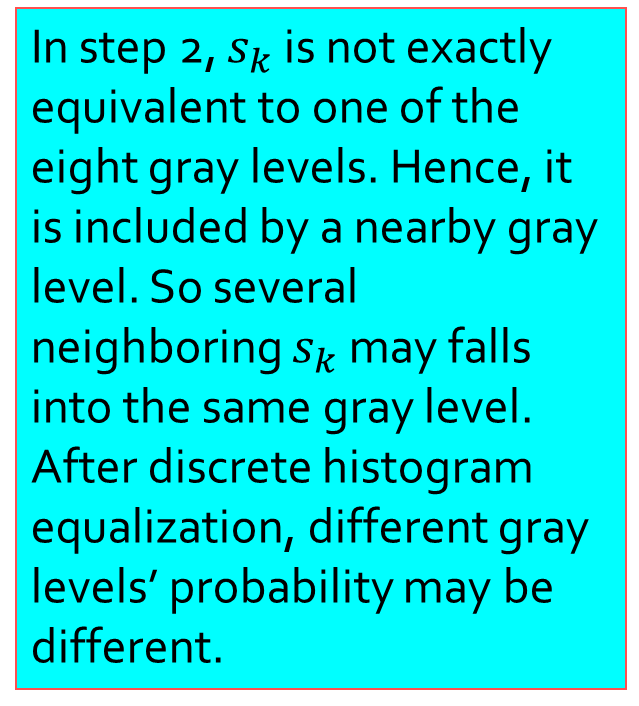 In step 2, sₖ is not exactly
equivalent to one of the
eight gray levels. Hence, it
is included by a nearby gray
level. So several
neighboring sₖ may falls
into the same gray level.
After discrete histogram
equalization, different gray
levels’ probability may be
different.